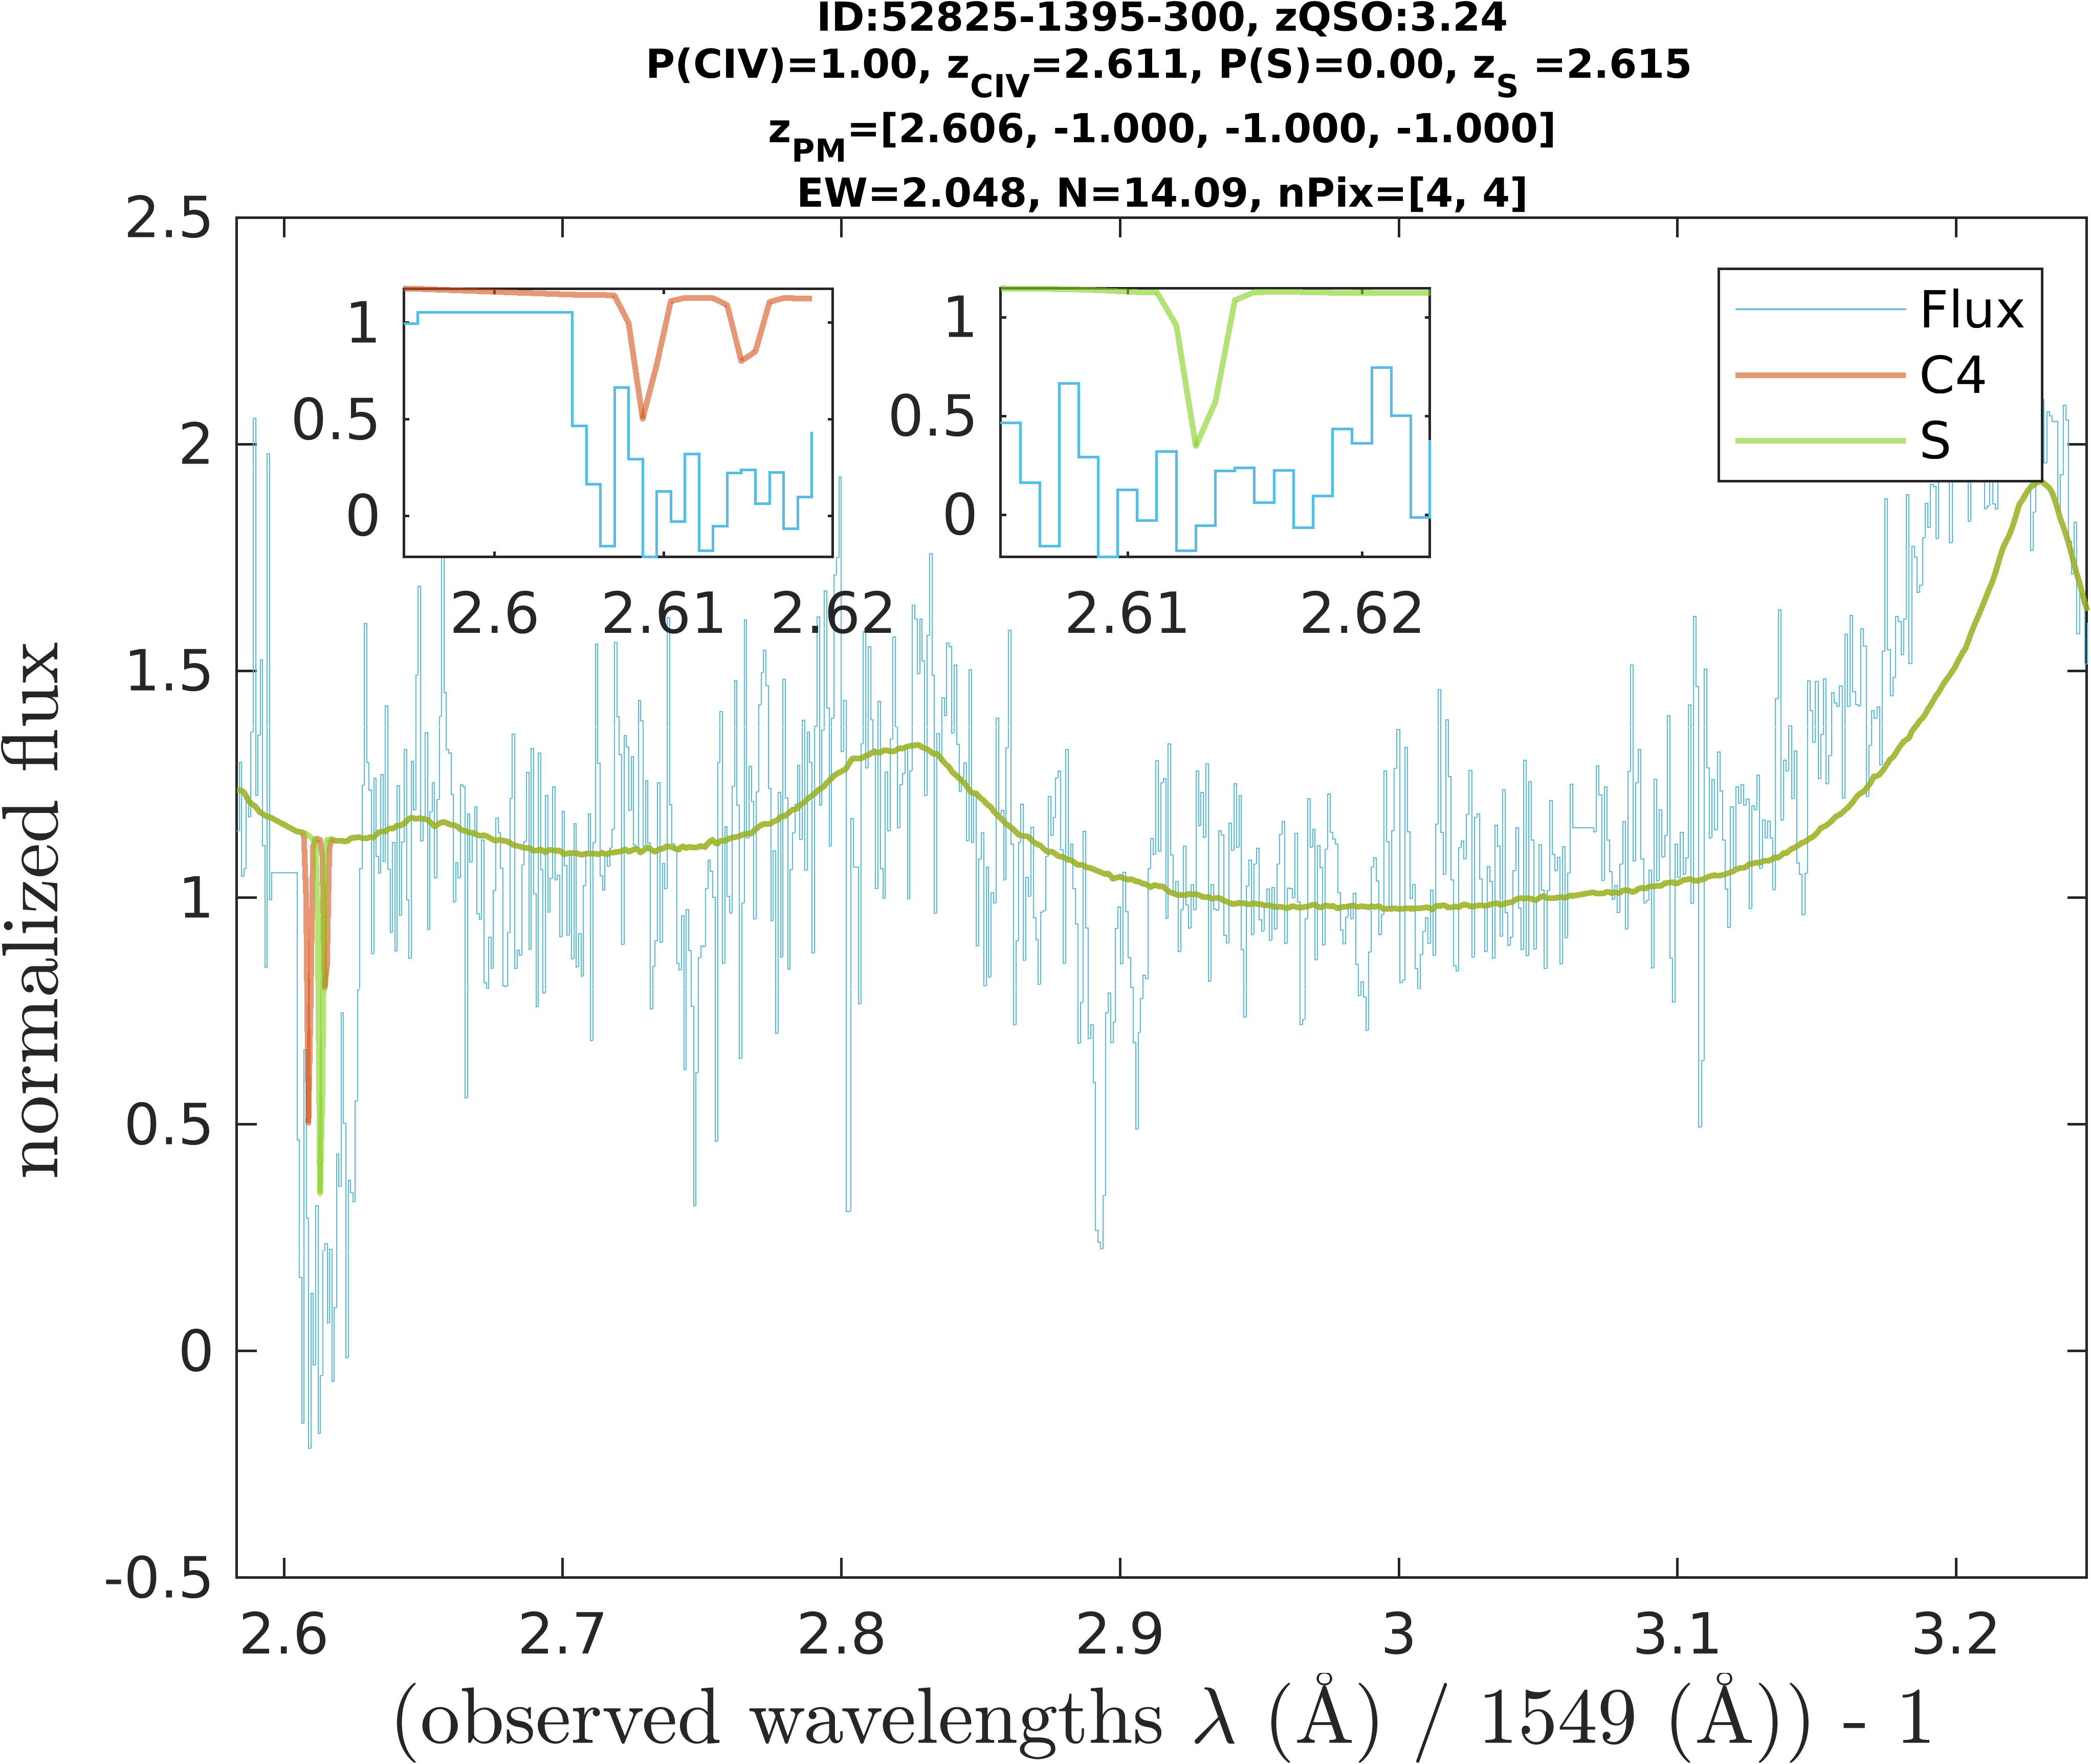 ID:52825-1395-300, zQSO:3.24
P(CIV)=1.00, z_CIV=2.611, P(S)=0.00, z_S =2.615
z_PM=[2.606, -1.000, -1.000, -1.000]
EW=2.048, N=14.09, nPix=[4, 4]
2.5
2
1.5
1
0.5
0
-0.5
normalized flux
1
0.5
0
2.6 2.61 2.62
1
0.5
0
2.61 2.62
Flux
C4
S
2.6 2.7 2.8 2.9 3 3.1 3.2
(observed wavelengths λ (Å) / 1549 (Å)) - 1